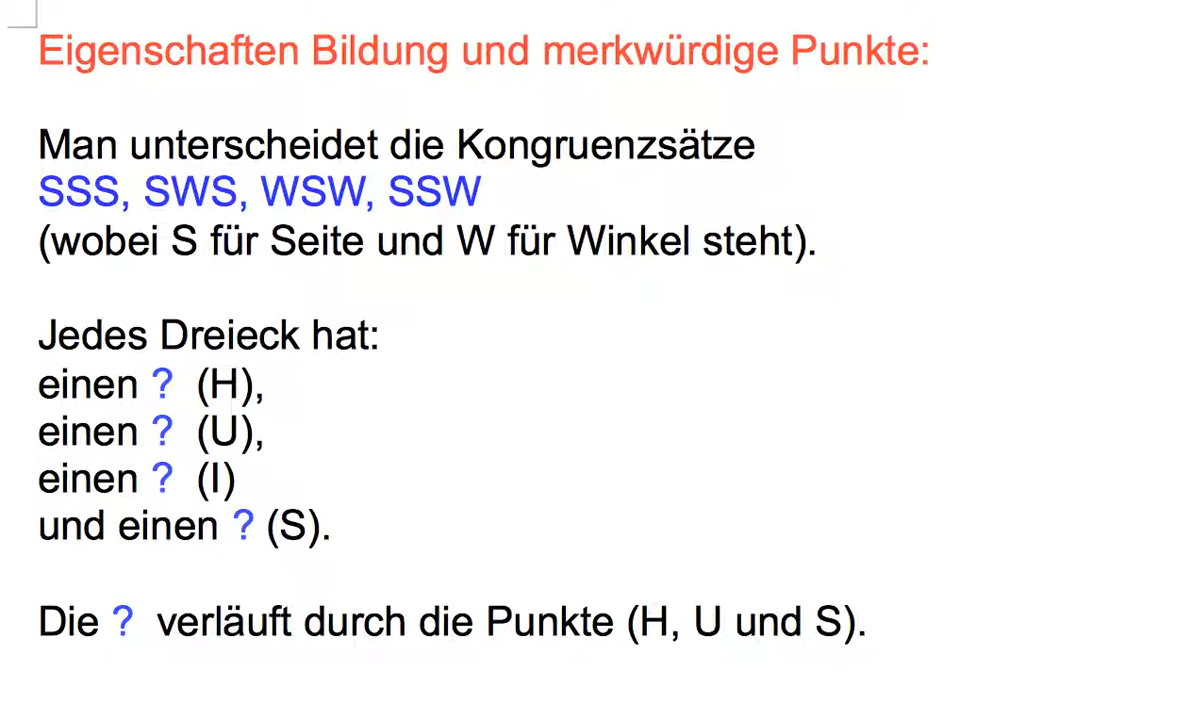 Eigenschaften Bildung und merkwürdige Punkte:
Man unterscheidet die Kongruenzsätze
SSS, SWS, WSW, SSW
(wobei S für Seite und W für Winkel steht).
Jedes Dreieck hat:
einen ? (H),
einen ? (U),
einen ? (I)
und einen ? (S).
Die ? verläuft durch die Punkte (H, U und S).